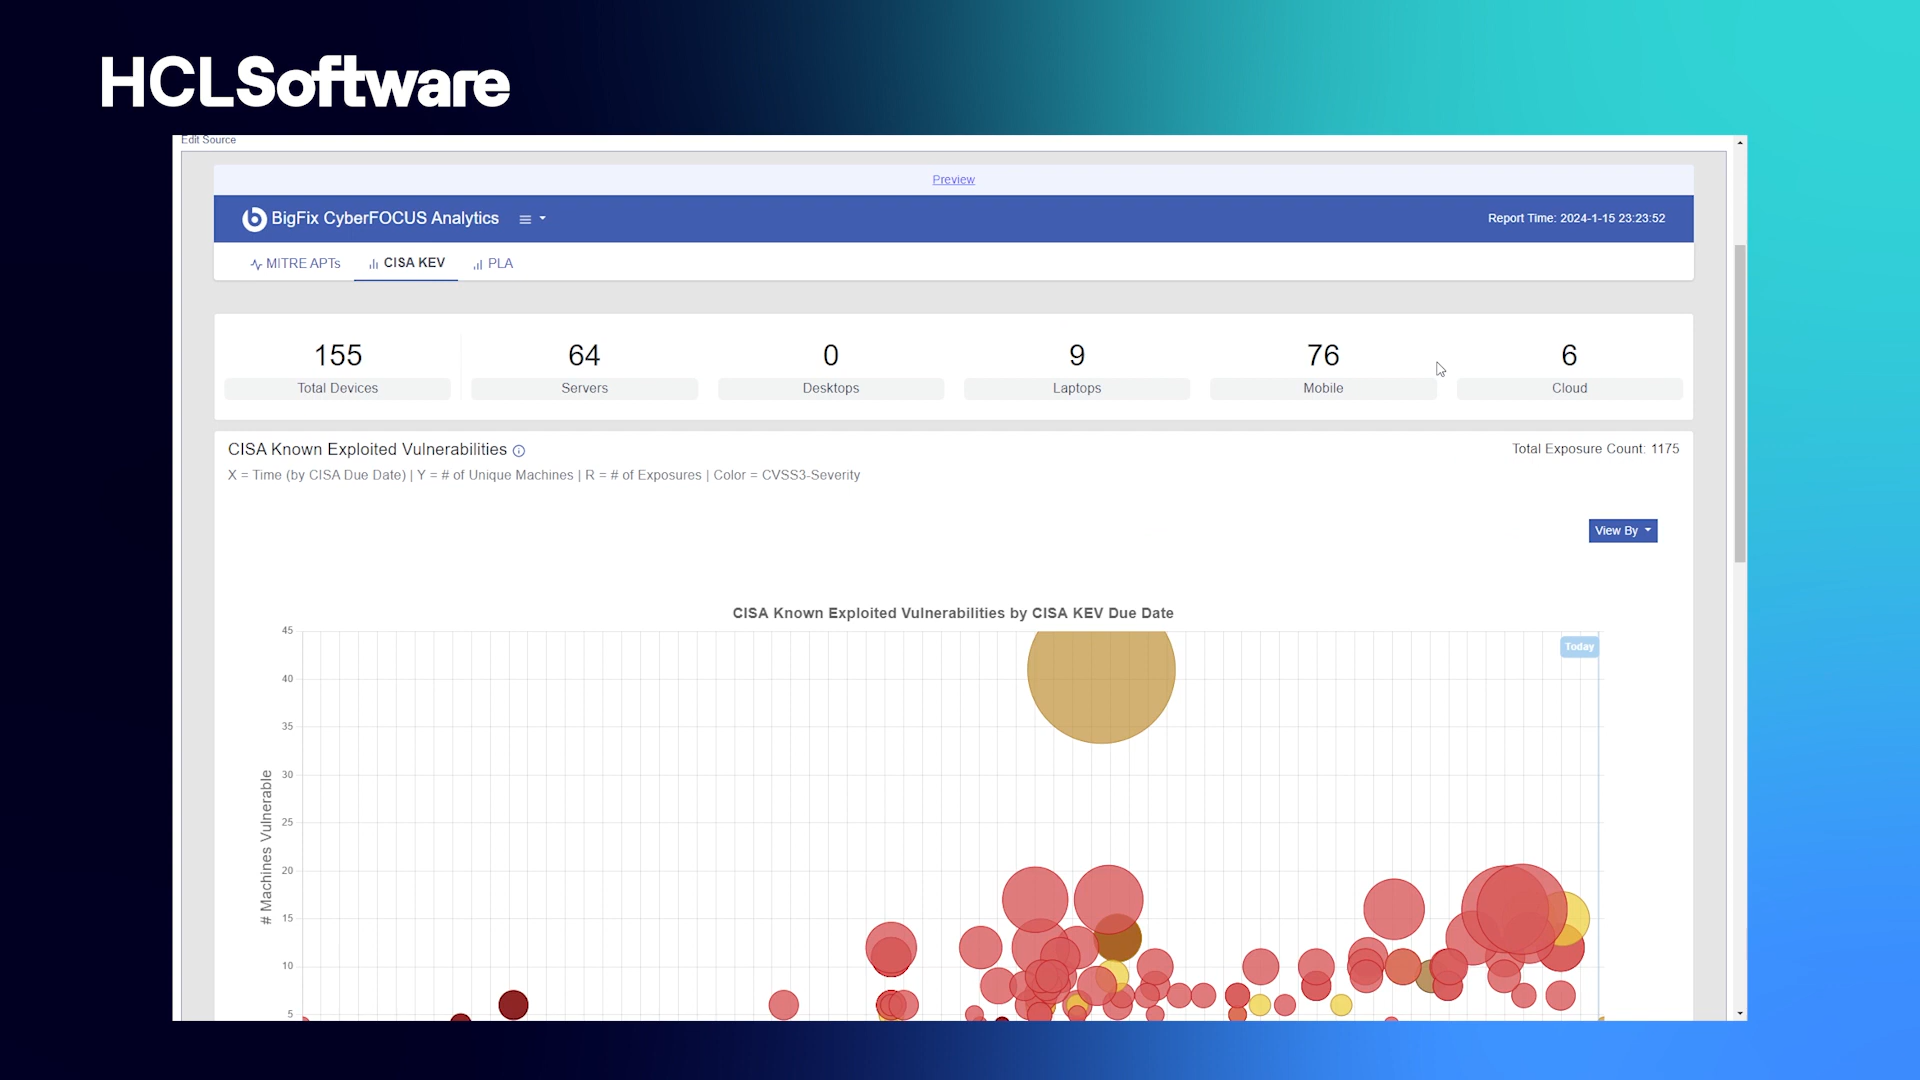 HCLSoftware
Edit Source
Preview
BigFix CyberFOCUS Analytics
Report Time: 2024-1-15 23:23:52
MITRE APTs
CISA KEV
PLA
155
64
0
9
76
6
Total Devices
Servers
Desktops
Laptops
Mobile
Cloud
CISA Known Exploited Vulnerabilities
Total Exposure Count: 1175
X = Time (by CISA Due Date) | Y = # of Unique Machines | R = # of Exposures | Color = CVSS3-Severity
View By
CISA Known Exploited Vulnerabilities by CISA KEV Due Date
Today
# Machines Vulnerable
45
40
35
30
25
20
15
10
5